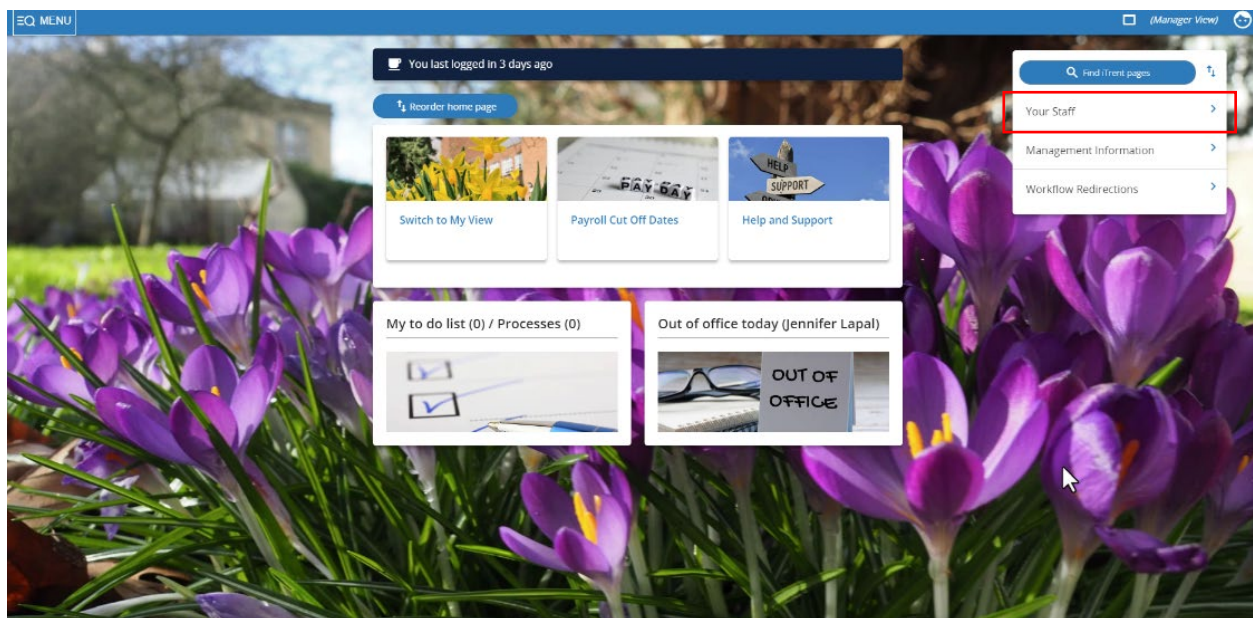 MENU
(Manager View)
You last logged in 3 days ago
Reorder home page
PAY DAY
HELP
SUPPORT
Switch to My View
Payroll Cut Off Dates
Help and Support
My to do list (0) / Processes (0)
Out of office today (Jennifer Lapal)
OUT OF
OFFICE
Find iTrent pages
Your Staff
Management Information
Workflow Redirections